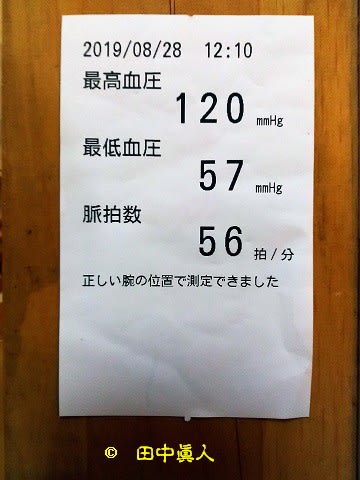 2019/08/28 12:10
最高血圧
120 mmHg
最低血圧
57 mmHg
脈拍数
56 拍/分
正しい腕の位置で測定できました
© 田中眞人